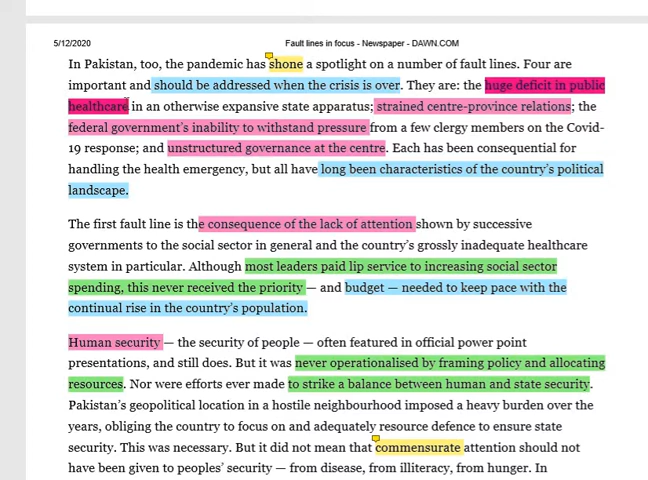 5/12/2020
Fault lines in focus - Newspaper - DAWN.COM
In Pakistan, too, the pandemic has shone a spotlight on a number of fault lines. Four are
important and should be addressed when the crisis is over. They are: the huge deficit in public
healthcare in an otherwise expansive state apparatus; strained centre-province relations; the
federal government's inability to withstand pressure from a few clergy members on the Covid-
19 response; and unstructured governance at the centre. Each has been consequential for
handling the health emergency, but all have long been characteristics of the country's political
landscape.
The first fault line is the consequence of the lack of attention shown by successive
governments to the social sector in general and the country's grossly inadequate healthcare
system in particular. Although most leaders paid lip service to increasing social sector
spending, this never received the priority — and budget — needed to keep pace with the
continual rise in the country's population.
Human security — the security of people — often featured in official power point
presentations, and still does. But it was never operationalised by framing policy and allocating
resources. Nor were efforts ever made to strike a balance between human and state security.
Pakistan's geopolitical location in a hostile neighbourhood imposed a heavy burden over the
years, obliging the country to focus on and adequately resource defence to ensure state
security. This was necessary. But it did not mean that commensurate attention should not
have been given to peoples' security — from disease, from illiteracy, from hunger. In